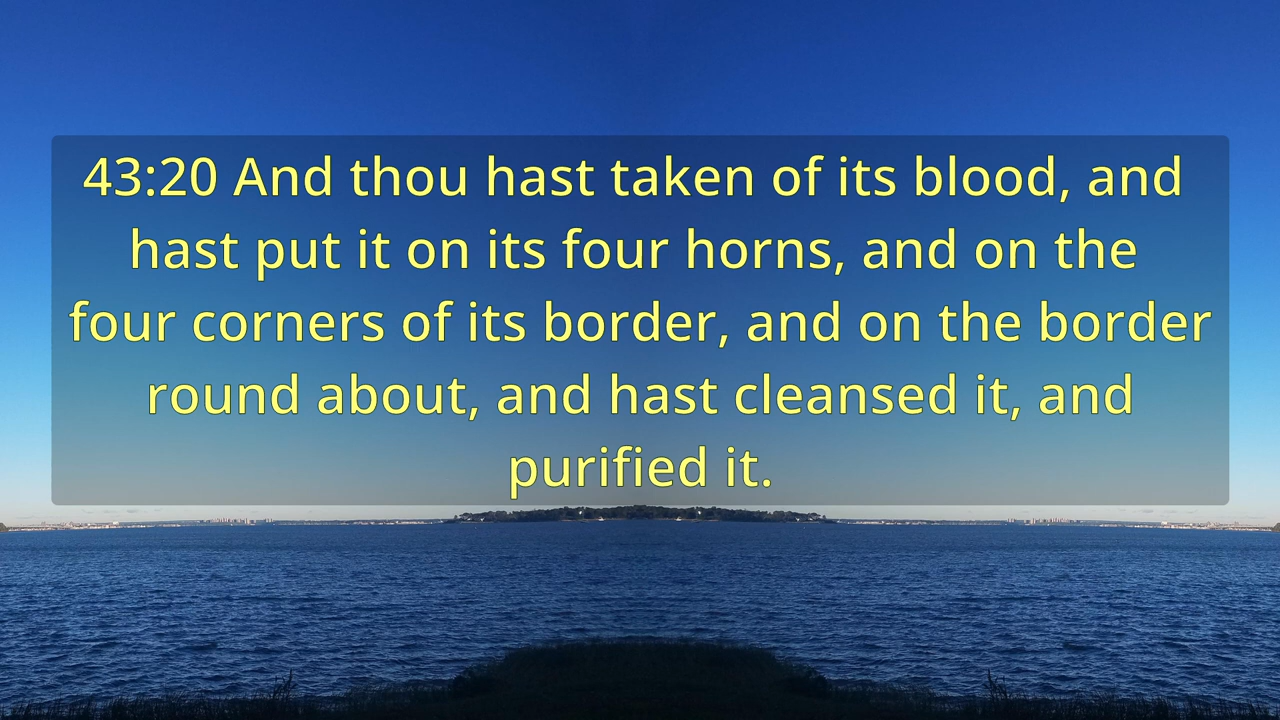 43:20 And thou hast taken of its blood, and
hast put it on its four horns, and on the
four corners of its border, and on the border
round about, and hast cleansed it, and
purified it.